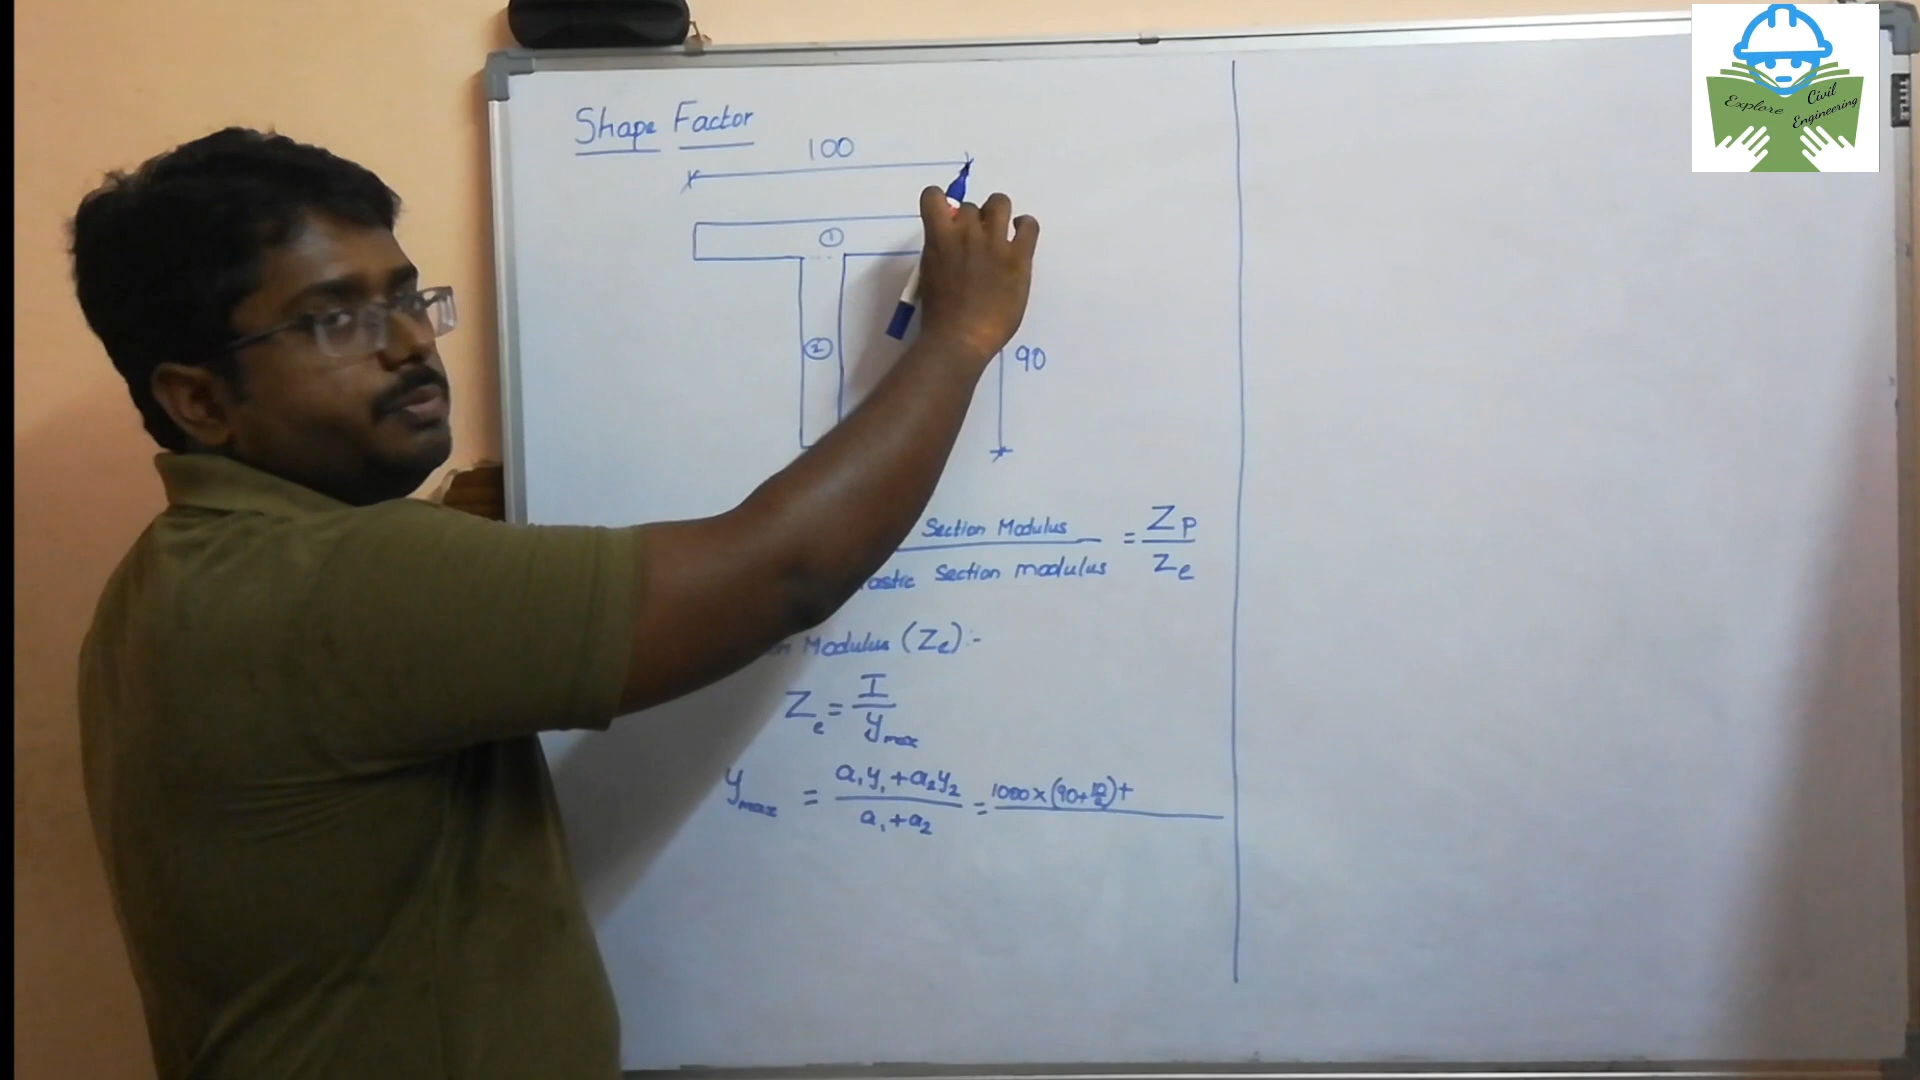 Shape Factor
100
①
②
90
Section Modulus = Zp
Section modulus Ze
Modulus (Ze):-
Ze = I / ymax
ymax = a1y1 + a2y2 / a1 + a2 = 1000 × (90 + 10/2) +
Explore Civil Engineering